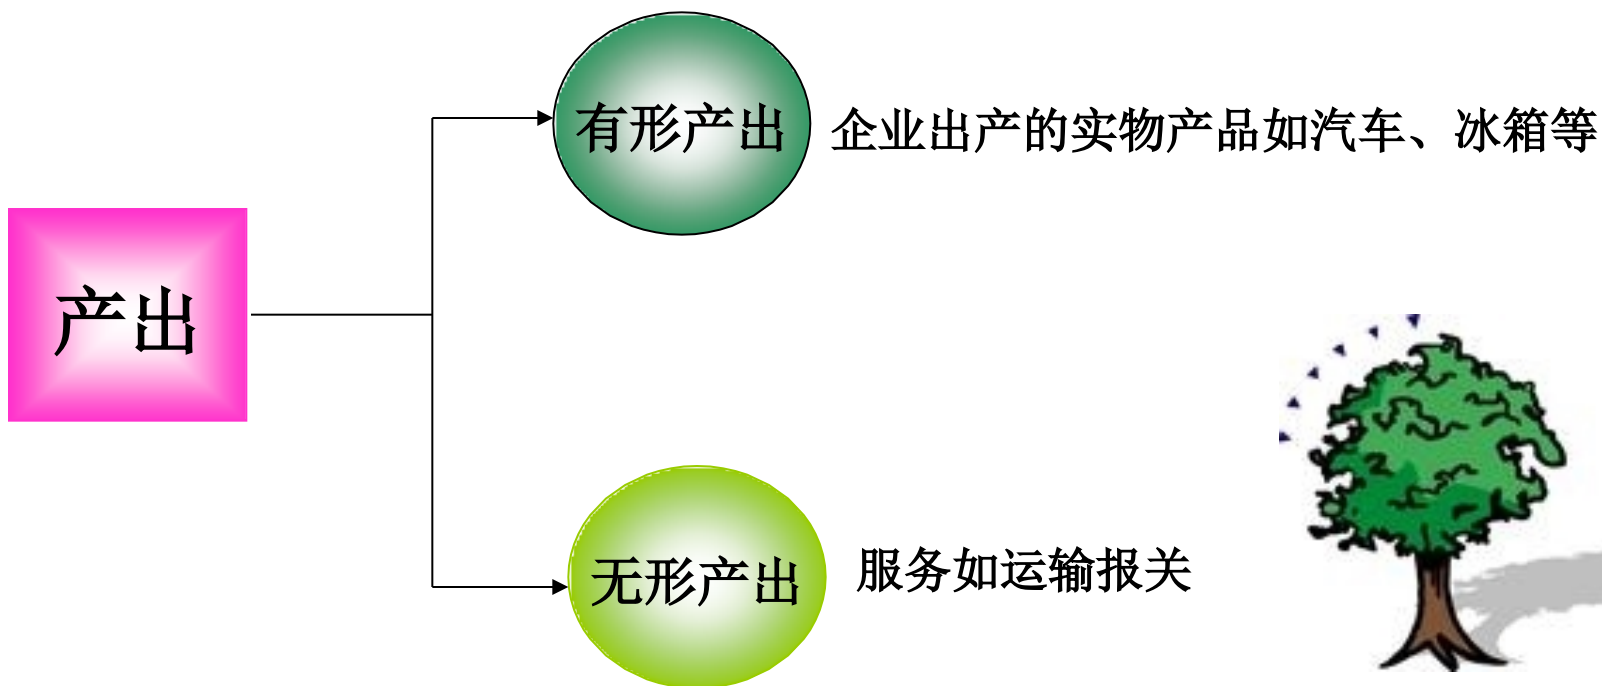 有形产出
企业出产的实物产品如汽车、冰箱等
产出
无形产出
服务如运输报关